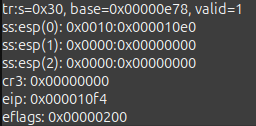 tr:s=0x30, base=0x00000e78, valid=1
ss:esp(0): 0x0010:0x000010e0
ss:esp(1): 0x0000:0x00000000
ss:esp(2): 0x0000:0x00000000
cr3: 0x00000000
eip: 0x000010f4
eflags: 0x00000200